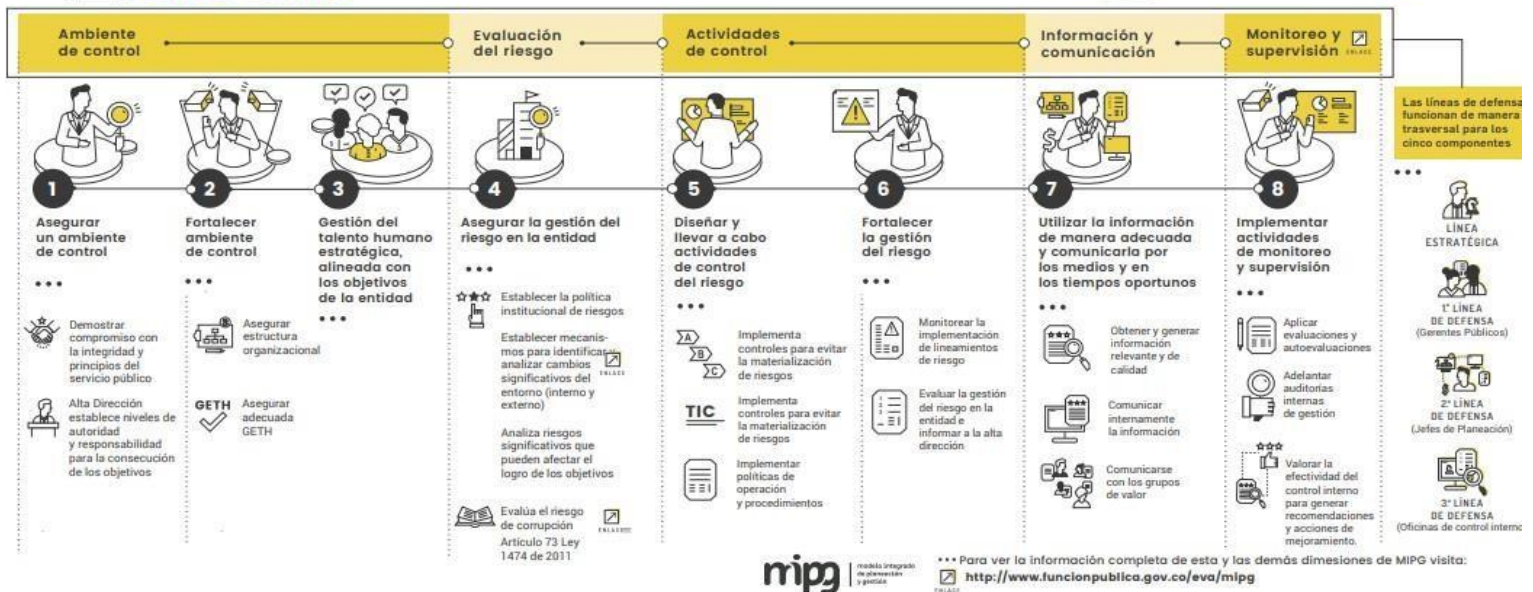 Ambiente
de control
Evaluación
del riesgo
Actividades
de control
Información y
comunicación
Monitoreo y
supervisión
ENLACE
Las líneas de defensa
funcionan de manera
trasversal para los
cinco componentes
1
Asegurar
un ambiente
de control
Demostrar
compromiso con
la integridad y
principios del
servicio público
Alta Dirección
establece niveles de
autoridad
y responsabilidad
para la consecución
de los objetivos
2
Fortalecer
ambiente
de control
Asegurar
estructura
organizacional
GETH
Asegurar
adecuada
GETH
3
Gestión del
talento humano
estratégica,
alineada con
los objetivos
de la entidad
4
Asegurar la gestión del
riesgo en la entidad
Establecer la política
institucional de riesgos
Establecer mecanis-
mos para identificar y
analizar cambios
significativos del
entorno (interno y
externo)
ENLACE
Analiza riesgos
significativos que
pueden afectar el
logro de los objetivos
Evalúa el riesgo
de corrupción
Artículo 73 Ley
1474 de 2011
ENLACE
5
Diseñar y
llevar a cabo
actividades
de control
del riesgo
A
B
C
Implementa
controles para evitar
la materialización
de riesgos
TIC
Implementa
controles para evitar
la materialización
de riesgos
Implementar
políticas de
operación
y procedimientos
6
Fortalecer
la gestión
del riesgo
Monitorear la
implementación
de lineamientos
de riesgo
Evaluar la gestión
del riesgo en la
entidad e
informar a la alta
dirección
7
Utilizar la información
de manera adecuada
y comunicarla por
los medios y en
los tiempos oportunos
Obtener y generar
información
relevante y de
calidad
Comunicar
internamente
la información
Comunicarse
con los grupos
de valor
8
Implementar
actividades
de monitoreo
y supervisión
Aplicar
evaluaciones y
autoevaluaciones
Adelantar
auditorías
internas
de gestión
Valorar la
efectividad del
control interno
para generar
recomendaciones
y acciones de
mejoramiento.
LÍNEA
ESTRATÉGICA
1ª LÍNEA
DE DEFENSA
(Gerentes Públicos)
2ª LÍNEA
DE DEFENSA
(Jefes de Planeación)
3ª LÍNEA
DE DEFENSA
(Oficinas de control interno
mipg
modelo integrado
de planeación
y gestión
Para ver la información completa de esta y las demás dimesiones de MIPG visita:
http://www.funcionpublica.gov.co/eva/mipg
ENLACE